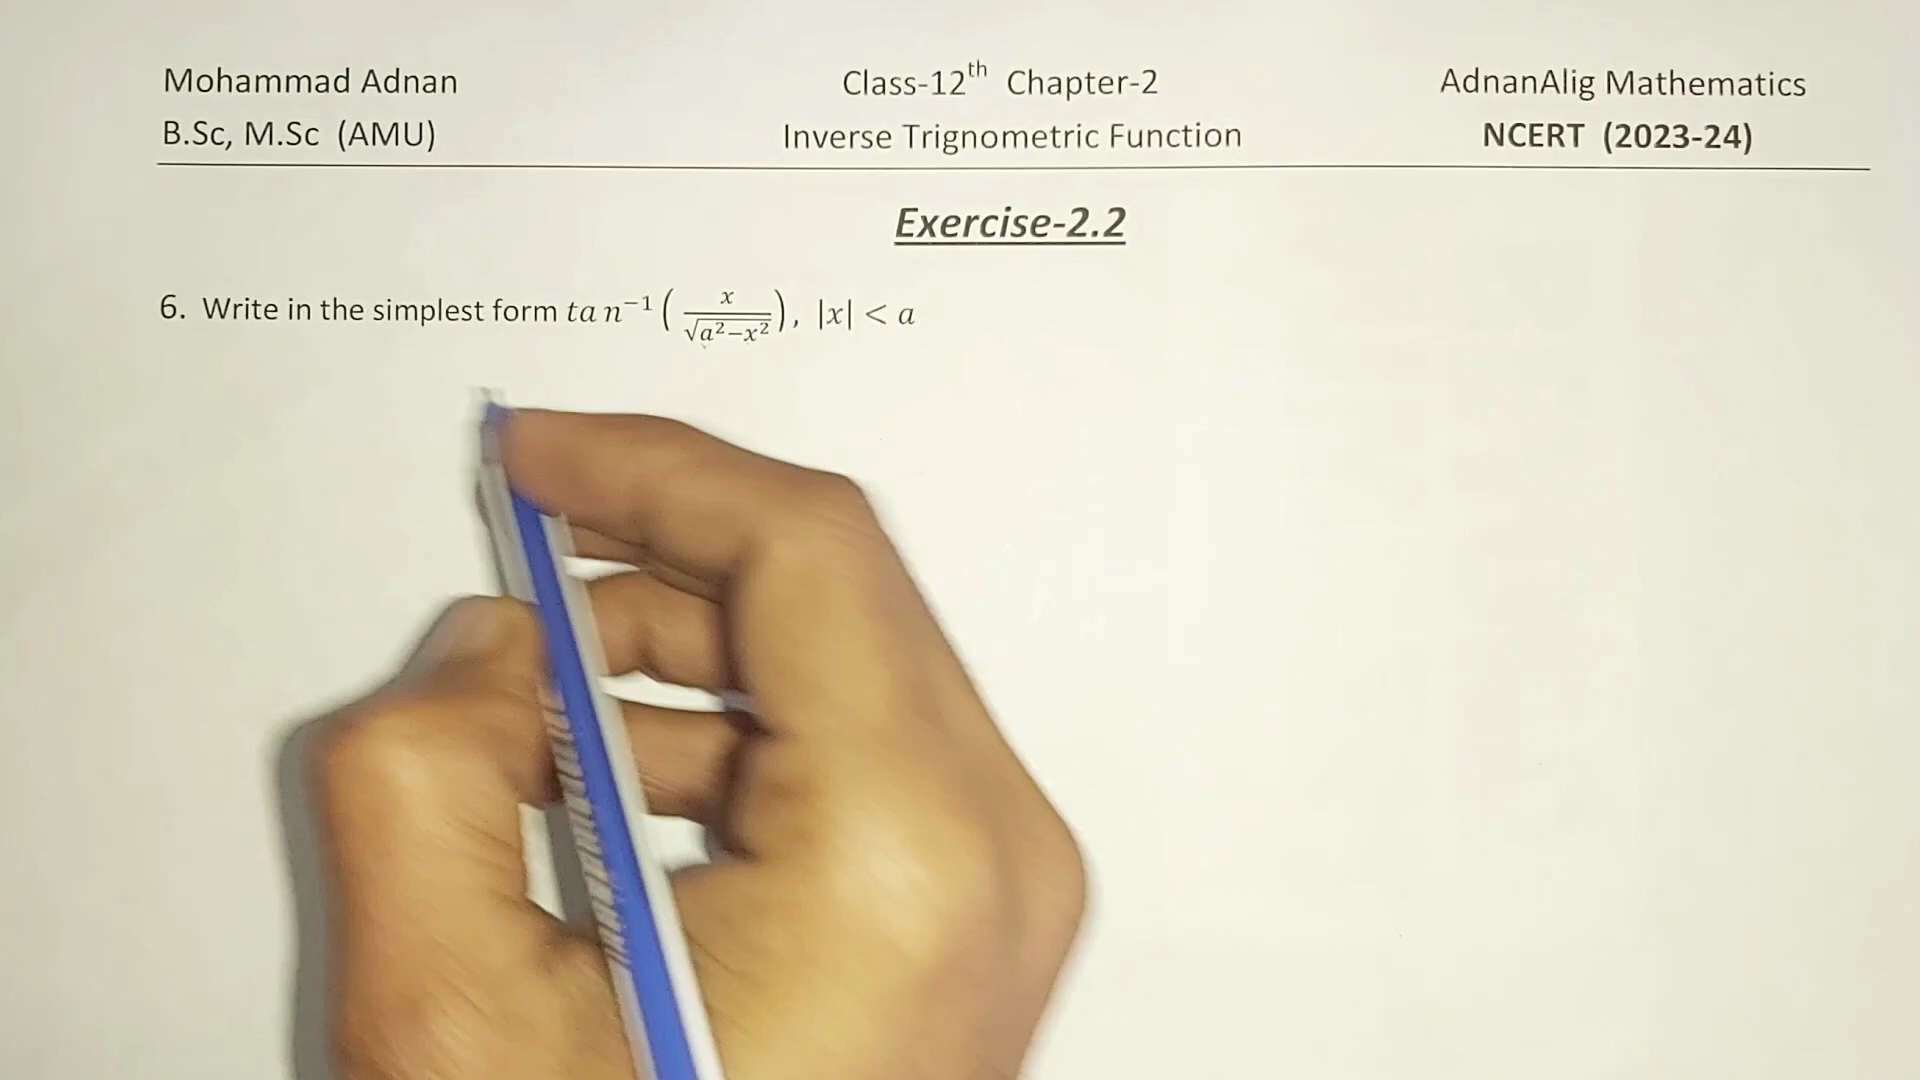 Mohammad Adnan
B.Sc, M.Sc (AMU)
Class-12th Chapter-2
Inverse Trignometric Function
AdnanAlig Mathematics
NCERT (2023-24)
Exercise-2.2
6. Write in the simplest form tan⁻¹(x/√a²−x²), |x| < a